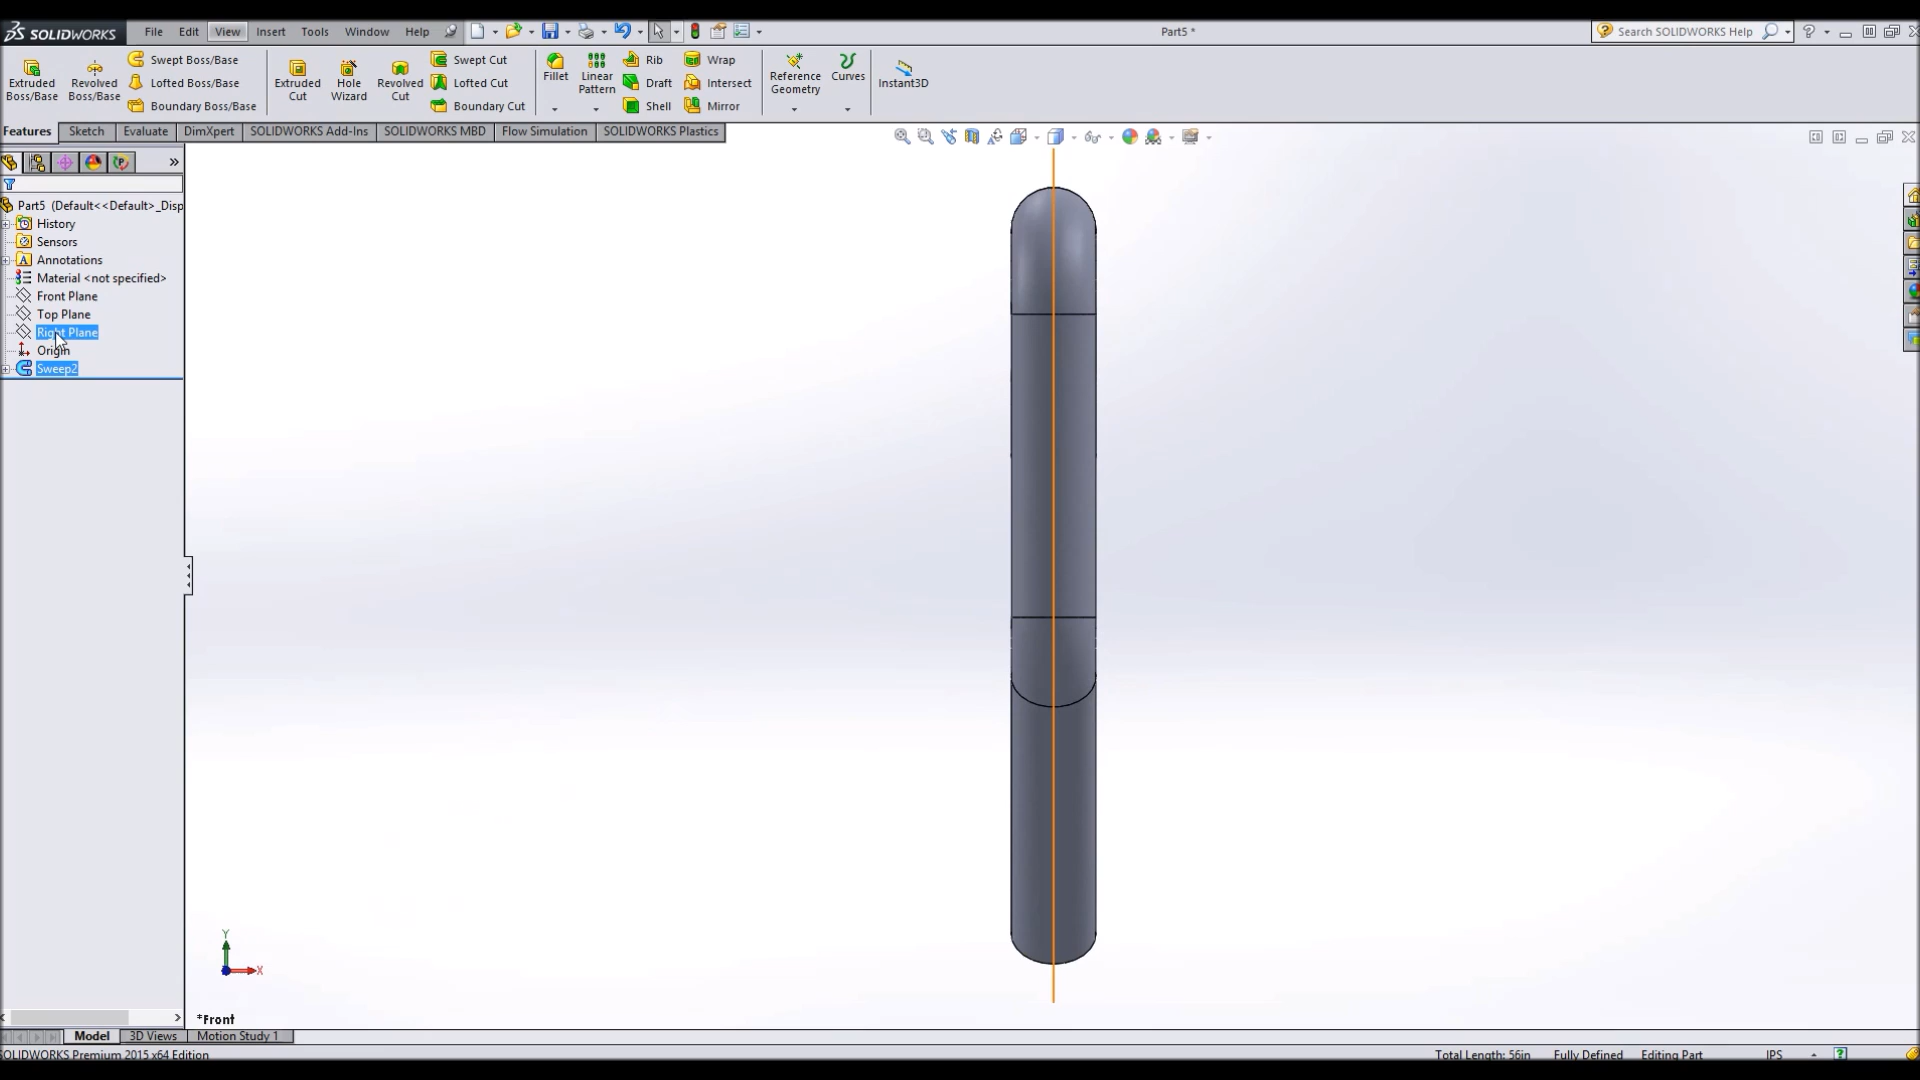 SOLIDWORKS File Edit View Insert Tools Window Help Part5 * Search SOLIDWORKS Help
Extruded Boss/Base
Revolved Boss/Base
Swept Boss/Base
Lofted Boss/Base
Boundary Boss/Base
Extruded Cut
Hole Wizard
Revolved Cut
Swept Cut
Lofted Cut
Boundary Cut
Fillet
Linear Pattern
Rib
Draft
Shell
Wrap
Intersect
Mirror
Reference Geometry
Curves
Instant3D
Features Sketch Evaluate DimXpert SOLIDWORKS Add-Ins SOLIDWORKS MBD Flow Simulation SOLIDWORKS Plastics
Part5 (Default<<Default>_Disp
History
Sensors
Annotations
Material <not specified>
Front Plane
Top Plane
Right Plane
Origin
Sweep2
Y
X
*Front
Model 3D Views Motion Study 1
SOLIDWORKS Premium 2015 x64 Edition Total Length: 56in Fully Defined Editing Part IPS